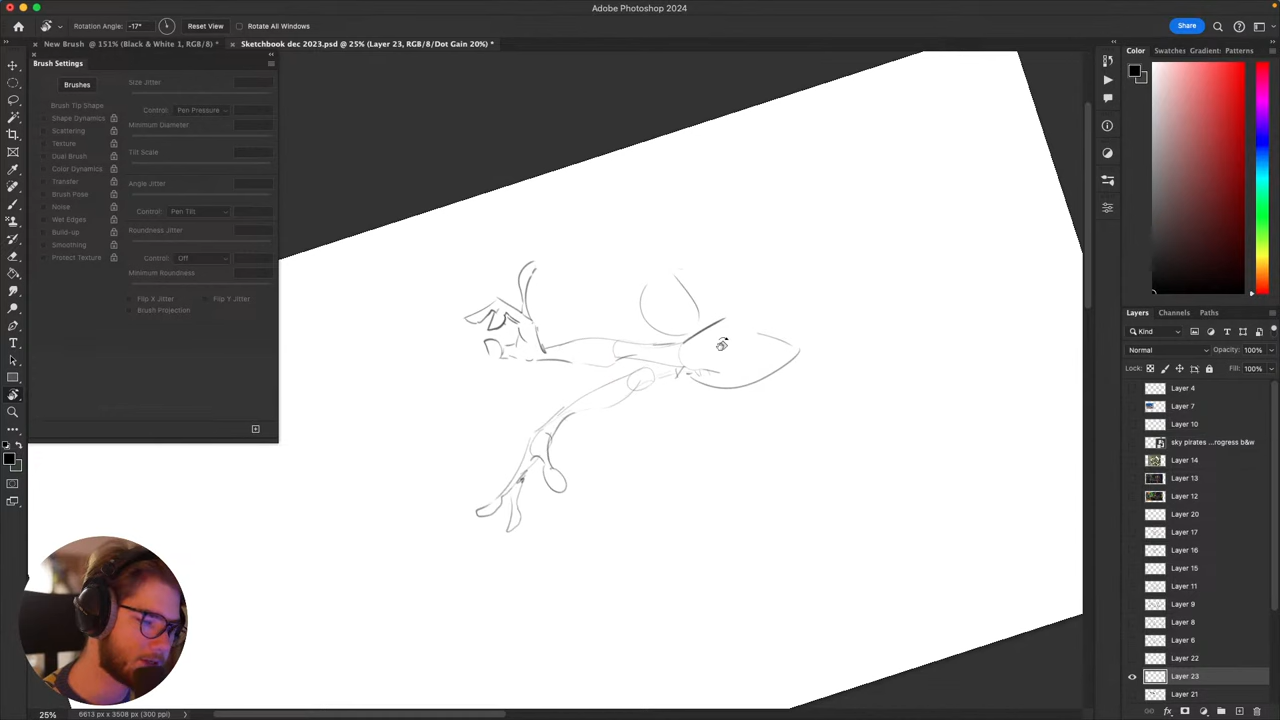 Adobe Photoshop 2024
Rotation Angle: -17° Reset View Rotate All Windows Share
New Brush @ 151% (Black & White 1, RGB/8) * Sketchbook dec 2023.psd @ 25% (Layer 23, RGB/8/Dot Gain 20%) *
Brush Settings
Brushes
Brush Tip Shape
Shape Dynamics
Scattering
Texture
Dual Brush
Color Dynamics
Transfer
Brush Pose
Noise
Wet Edges
Build-up
Smoothing
Protect Texture
Size Jitter
Control: Pen Pressure
Minimum Diameter
Tilt Scale
Angle Jitter
Control: Pen Tilt
Roundness Jitter
Control: Off
Minimum Roundness
Flip X Jitter Flip Y Jitter
Brush Projection
Color Swatches Gradient: Patterns
Layers Channels Paths
Kind
Normal Opacity: 100%
Lock: Fill: 100%
Layer 4
Layer 7
Layer 10
sky pirates ...rogress b&w
Layer 14
Layer 13
Layer 12
Layer 20
Layer 17
Layer 16
Layer 15
Layer 11
Layer 9
Layer 8
Layer 6
Layer 22
Layer 23
Layer 21
fx
25% 6613 px x 3508 px (300 ppi)